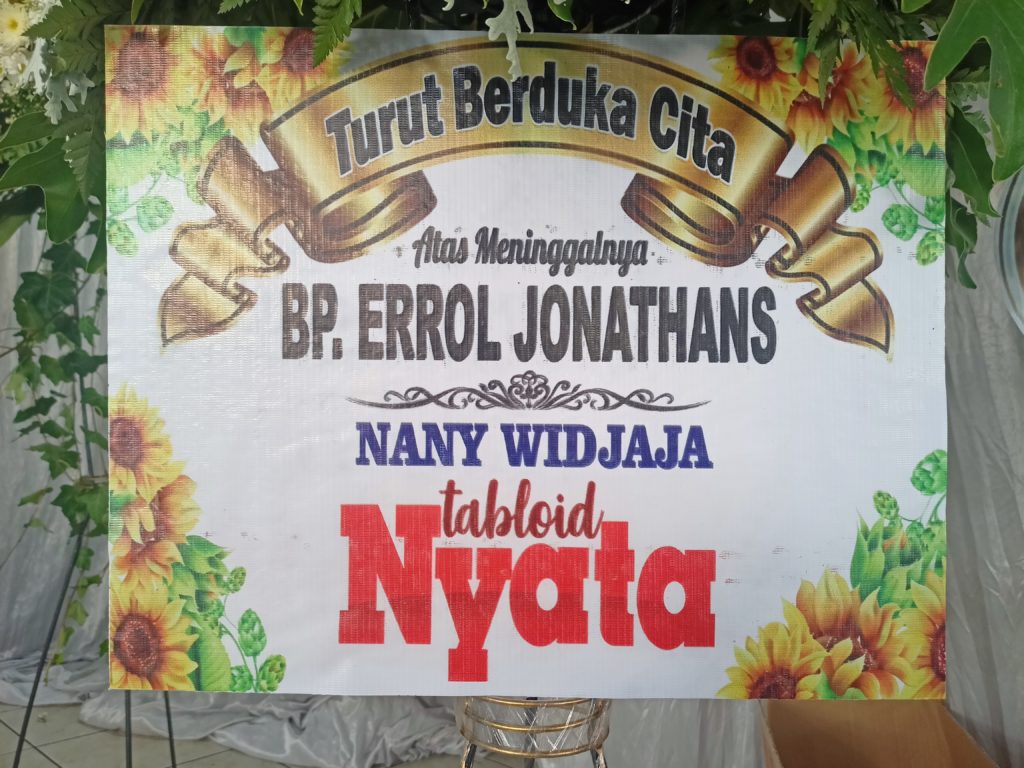 Turut Berduka Cita
Atas Meninggalnya
BP. ERROL JONATHANS
NANY WIDJAJA
tabloid
Nyata